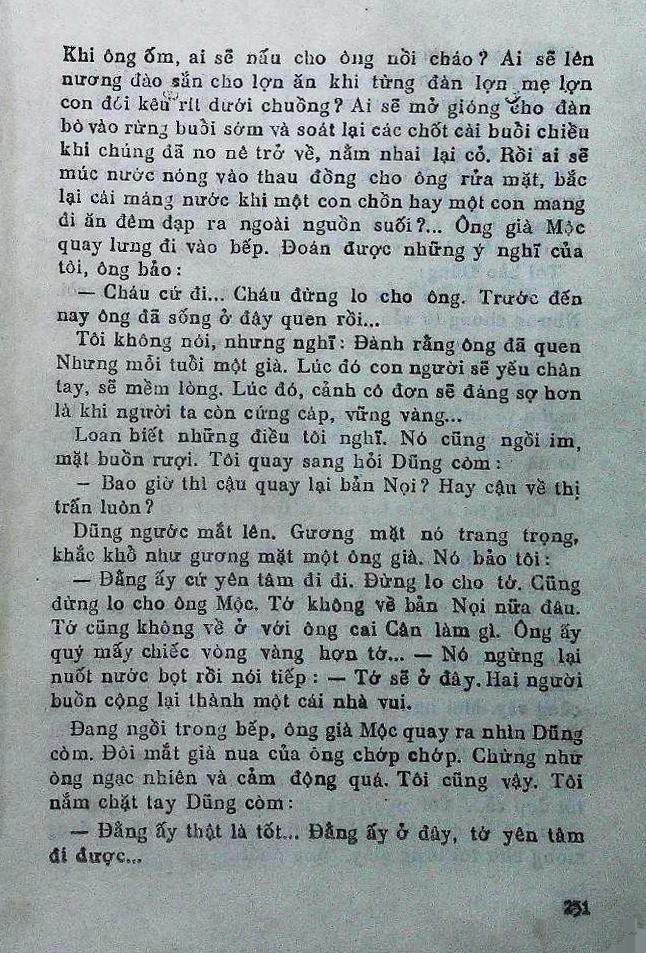 Khi ông ốm, ai sẽ nấu cho ông nồi cháo? Ai sẽ lên
nương đào sắn cho lợn ăn khi từng đàn lợn mẹ lợn
con đói kêu rít dưới chuồng? Ai sẽ mở gióng cho đàn
bò vào rừng buổi sớm và soát lại các chốt cài buổi chiều
khi chúng đã no nê trở về, nằm nhai lại cỏ. Rồi ai sẽ
múc nước nóng vào thau đồng cho ông rửa mặt, bắc
lại cái máng nước khi một con chồn hay một con mang
đi ăn đêm đạp ra ngoài nguồn suối?... Ông già Mộc
quay lưng đi vào bếp. Đoán được những ý nghĩ của
tôi, ông bảo:
— Cháu cứ đi... Cháu đừng lo cho ông. Trước đến
nay ông đã sống ở đây quen rồi...
Tôi không nói, nhưng nghĩ: Đành rằng ông đã quen
Nhưng mỗi tuổi một già. Lúc đó con người sẽ yếu chân
tay, sẽ mềm lòng. Lúc đó, cảnh cô đơn sẽ đáng sợ hơn
là khi người ta còn cứng cáp, vững vàng...
Loan biết những điều tôi nghĩ. Nó cũng ngồi im,
mặt buồn rượi. Tôi quay sang hỏi Dũng còm:
— Bao giờ thì cậu quay lại bản Nọi? Hay cậu về thị
trấn luôn?
Dũng ngước mắt lên. Gương mặt nó trang trọng,
khắc khổ như gương mặt một ông già. Nó bảo tôi:
— Đằng ấy cứ yên tâm đi đi. Đừng lo cho tớ. Cũng
đừng lo cho ông Mộc. Tớ không về bản Nọi nữa đâu.
Tớ cũng không về ở với ông cai Cân làm gì. Ông ấy
quý mấy chiếc vòng vàng hơn tớ... — Nó ngừng lại
nuốt nước bọt rồi nói tiếp: — Tớ sẽ ở đây. Hai người
buồn cộng lại thành một cái nhà vui.
Đang ngồi trong bếp, ông già Mộc quay ra nhìn Dũng
còm. Đôi mắt già nua của ông chớp chớp. Chừng như
ông ngạc nhiên và cảm động quá. Tôi cũng vậy. Tôi
nắm chặt tay Dũng còm:
— Đằng ấy thật là tốt... Đằng ấy ở đây, tớ yên tâm
đi được...
251